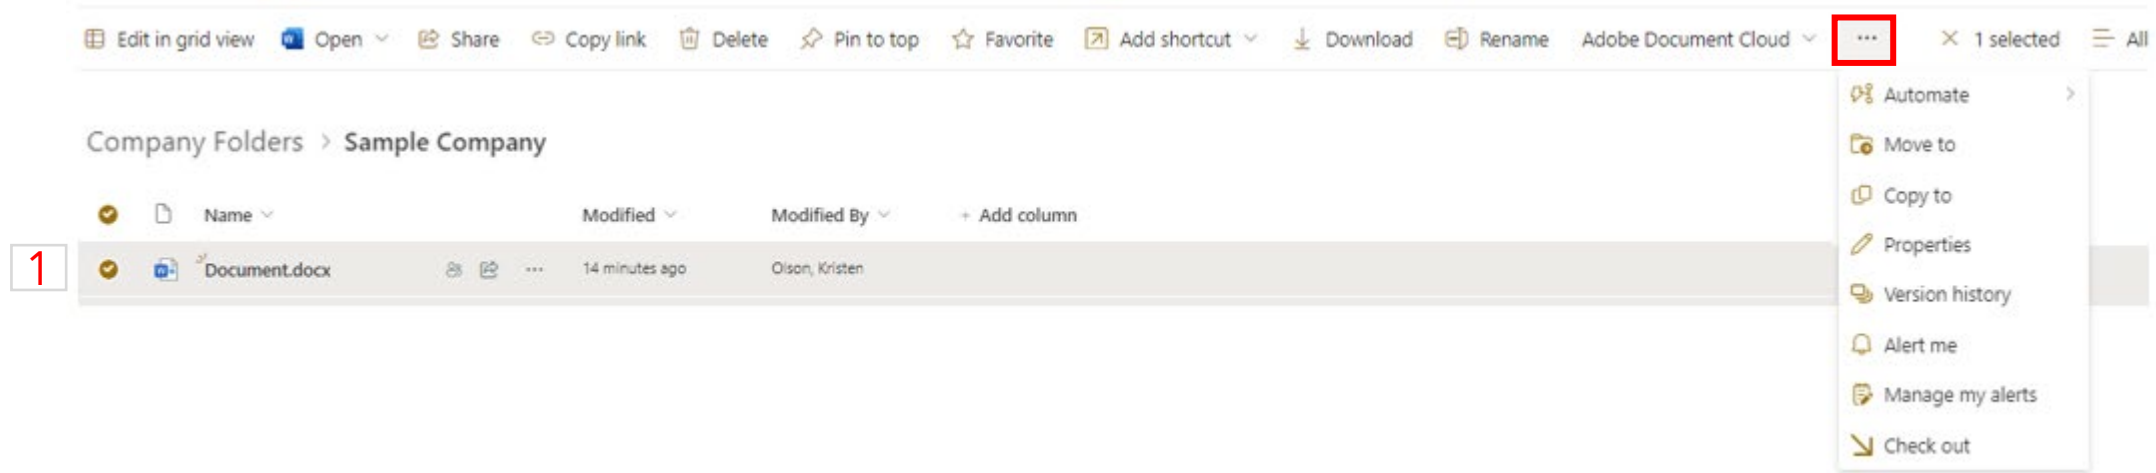 Edit in grid view Open Share Copy link Delete Pin to top Favorite Add shortcut Download Rename Adobe Document Cloud ... 1 selected All
Automate
Move to
Copy to
Properties
Version history
Alert me
Manage my alerts
Check out
Company Folders > Sample Company
Name Modified Modified By + Add column
1 Document.docx ... 14 minutes ago Olson, Kristen